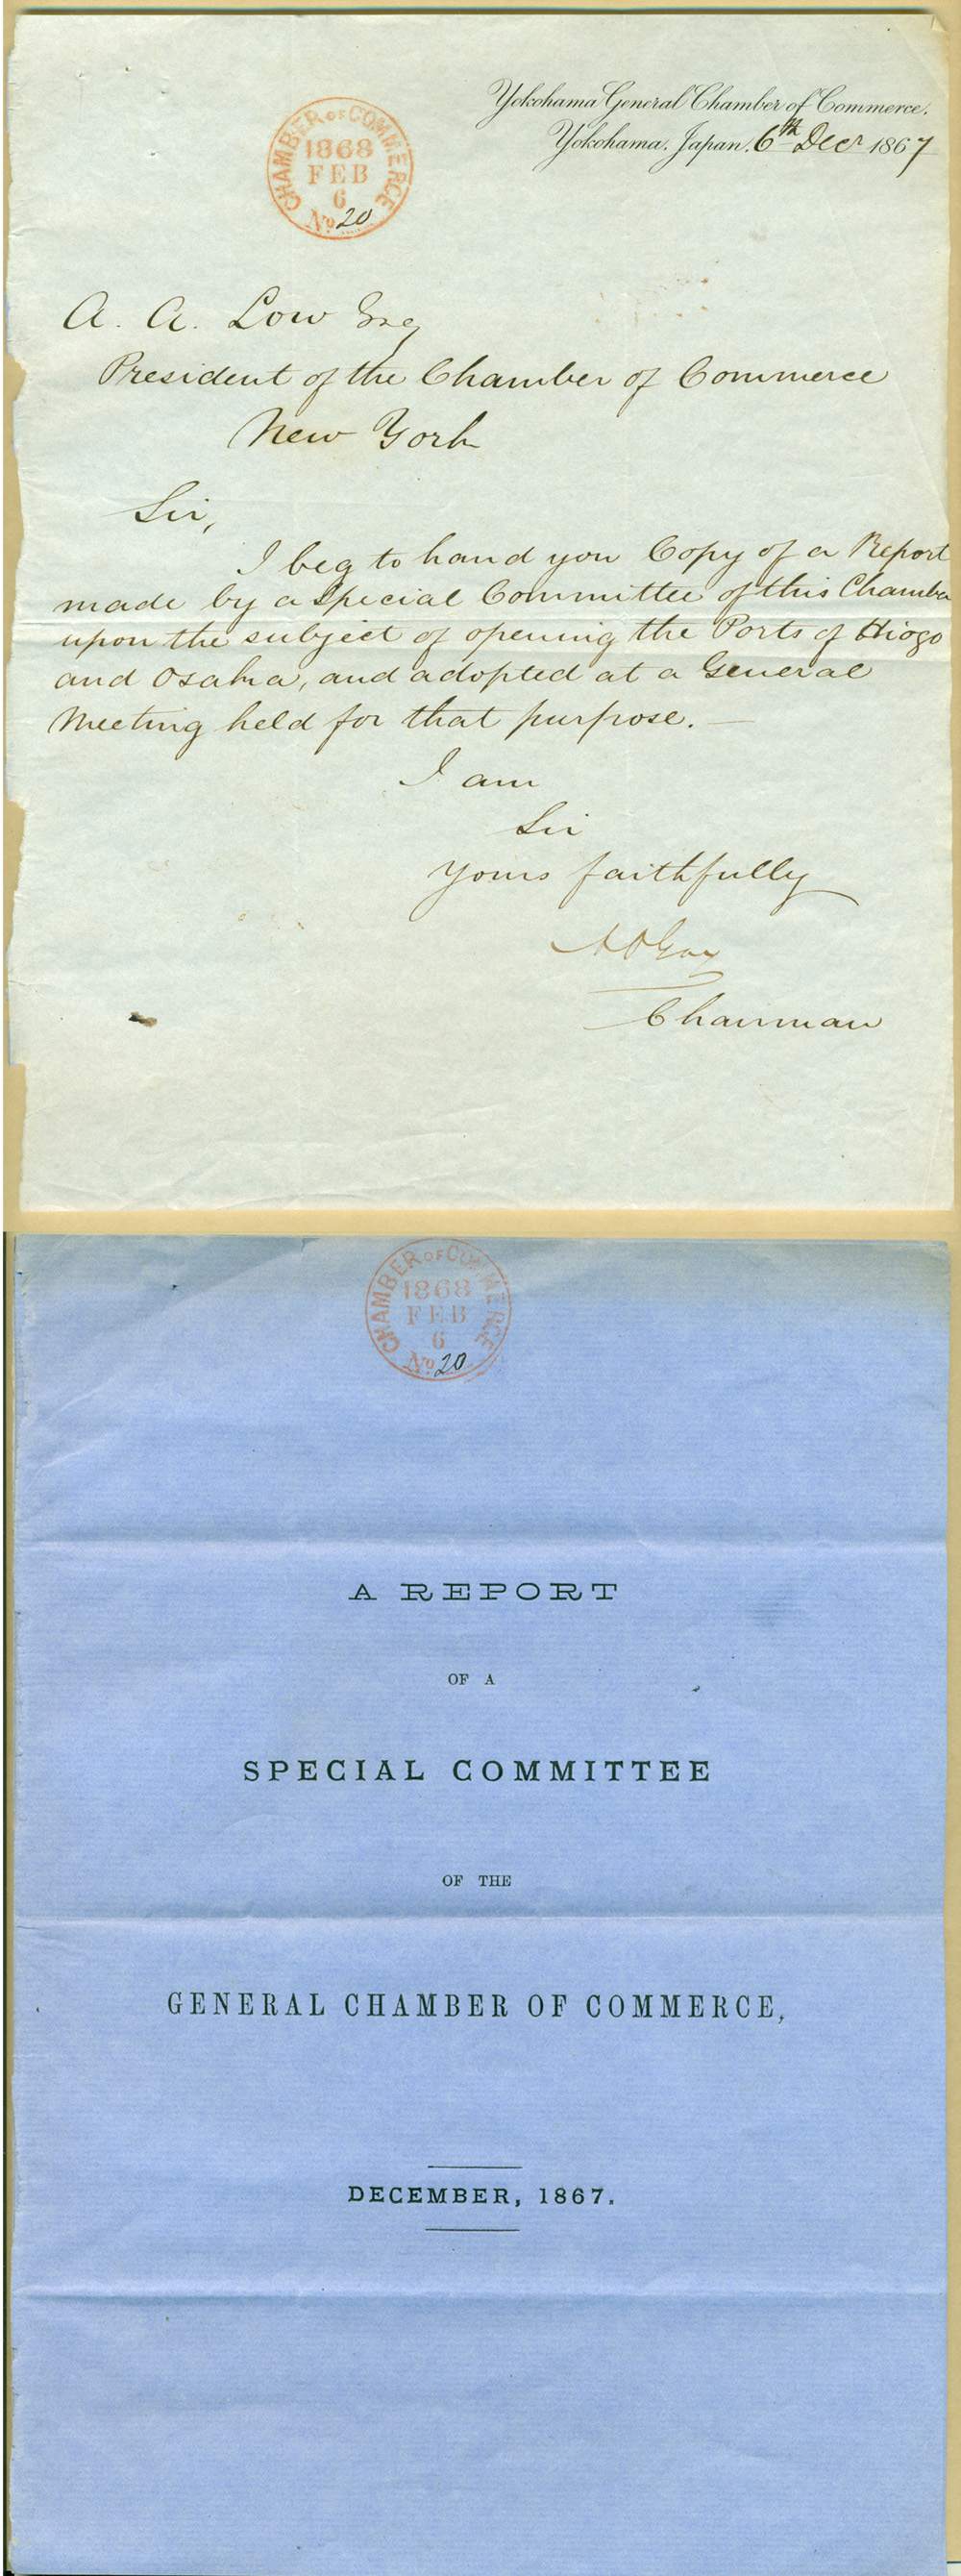 Yokohama General Chamber of Commerce.
Yokohama. Japan. 6th Decr 1867
CHAMBER OF COMMERCE
1868
FEB
6
No 20
A. A. Low Esq
President of the Chamber of Commerce
New York
Sir,
I beg to hand you Copy of a Report
made by a Special Committee of this Chamber
upon the subject of opening the Ports of Hiogo
and Osaka, and adopted at a General
Meeting held for that purpose. —
I am
Sir
Yours faithfully
Chairman
CHAMBER OF COMMERCE
1868
FEB
6
No 20
A REPORT
OF A
SPECIAL COMMITTEE
OF THE
GENERAL CHAMBER OF COMMERCE,
DECEMBER, 1867.